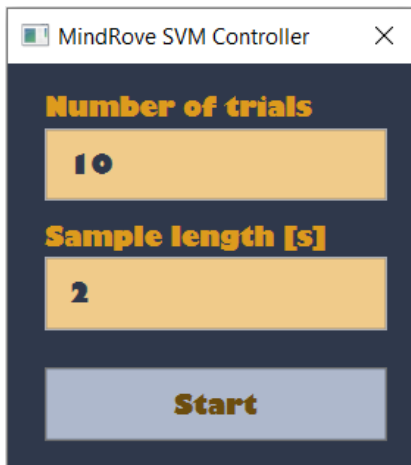 MindRove SVM Controller
Number of trials
10
Sample length [s]
2
Start